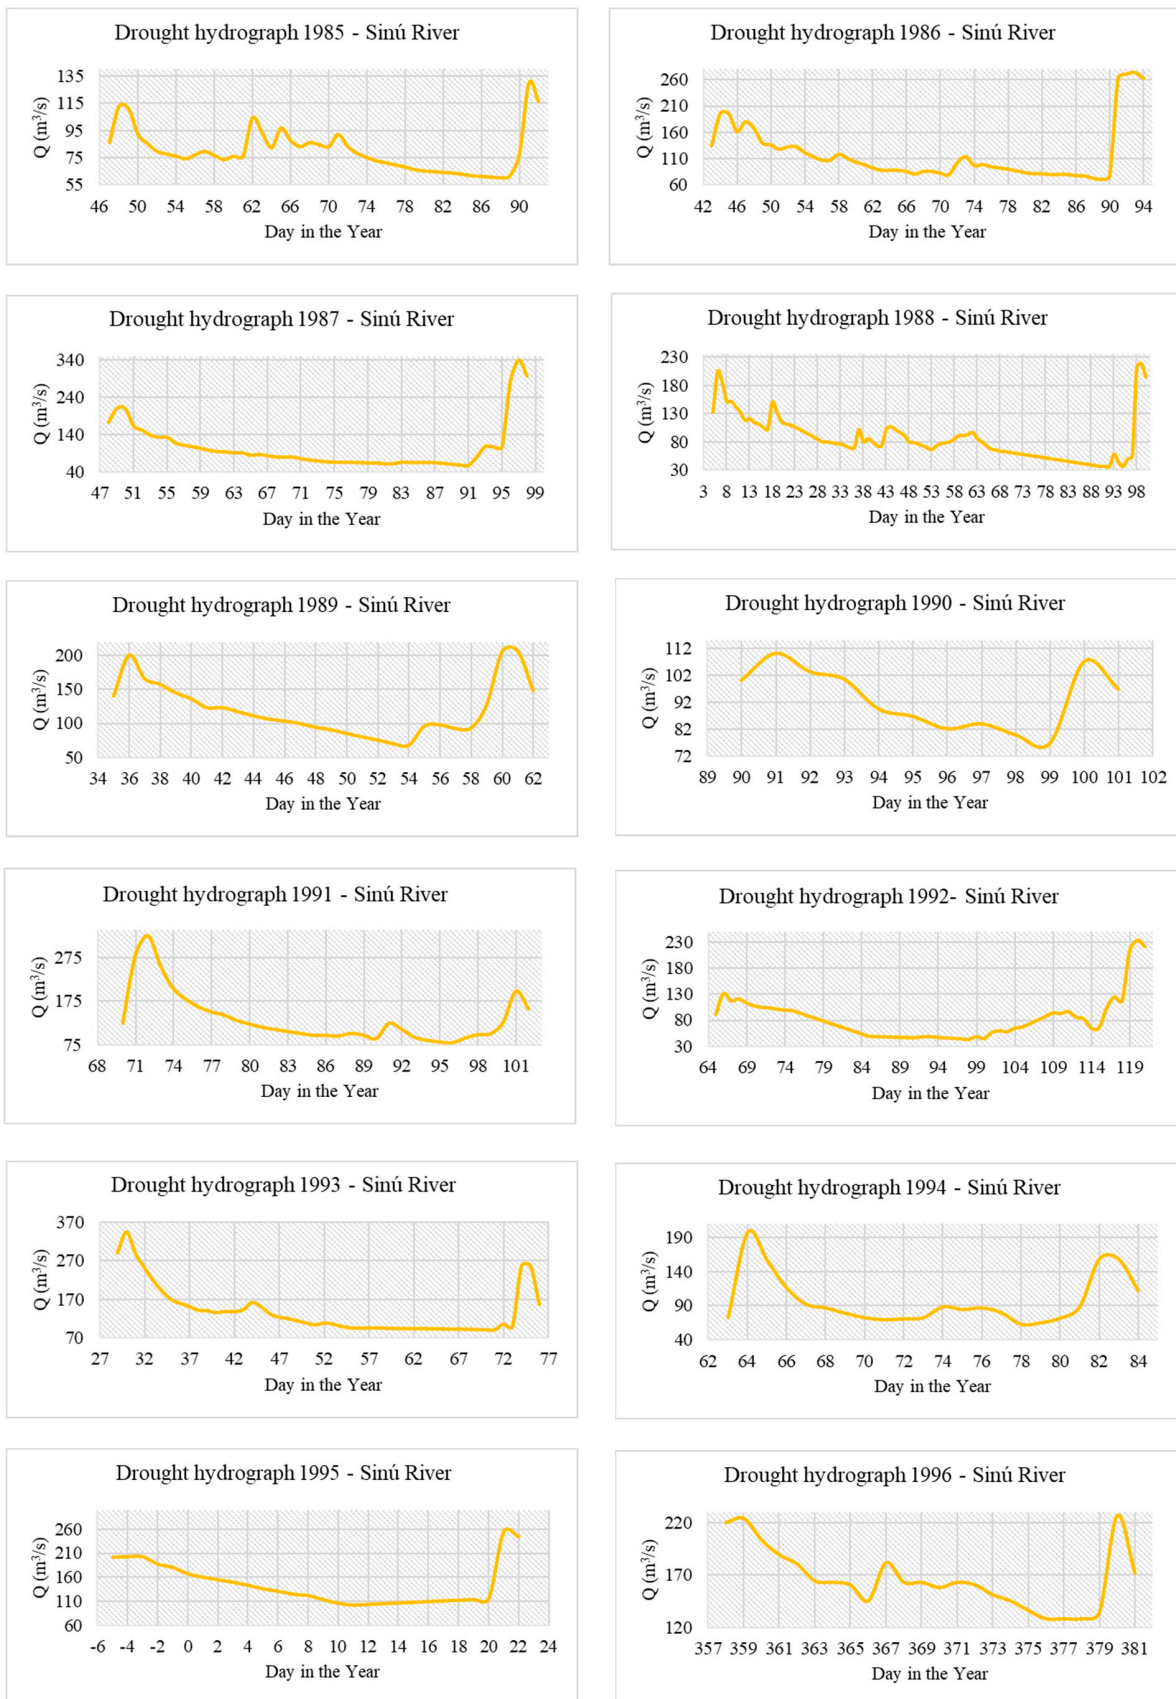 Drought hydrograph 1985 - Sinú River
Q (m³/s)
135
115
95
75
55
46 50 54 58 62 66 70 74 78 82 86 90
Day in the Year
Drought hydrograph 1986 - Sinú River
Q (m³/s)
260
210
160
110
60
42 46 50 54 58 62 66 70 74 78 82 86 90 94
Day in the Year
Drought hydrograph 1987 - Sinú River
Q (m³/s)
340
240
140
40
47 51 55 59 63 67 71 75 79 83 87 91 95 99
Day in the Year
Drought hydrograph 1988 - Sinú River
Q (m³/s)
230
180
130
80
30
3 8 13 18 23 28 33 38 43 48 53 58 63 68 73 78 83 88 93 98
Day in the Year
Drought hydrograph 1989 - Sinú River
Q (m³/s)
200
150
100
50
34 36 38 40 42 44 46 48 50 52 54 56 58 60 62
Day in the Year
Drought hydrograph 1990 - Sinú River
Q (m³/s)
112
102
92
82
72
89 90 91 92 93 94 95 96 97 98 99 100 101 102
Day in the Year
Drought hydrograph 1991 - Sinú River
Q (m³/s)
275
175
75
68 71 74 77 80 83 86 89 92 95 98 101
Day in the Year
Drought hydrograph 1992- Sinú River
Q (m³/s)
230
180
130
80
30
64 69 74 79 84 89 94 99 104 109 114 119
Day in the Year
Drought hydrograph 1993 - Sinú River
Q (m³/s)
370
270
170
70
27 32 37 42 47 52 57 62 67 72 77
Day in the Year
Drought hydrograph 1994 - Sinú River
Q (m³/s)
190
140
90
40
62 64 66 68 70 72 74 76 78 80 82 84
Day in the Year
Drought hydrograph 1995 - Sinú River
Q (m³/s)
260
210
160
110
60
-6 -4 -2 0 2 4 6 8 10 12 14 16 18 20 22 24
Day in the Year
Drought hydrograph 1996 - Sinú River
Q (m³/s)
220
170
120
357 359 361 363 365 367 369 371 373 375 377 379 381
Day in the Year